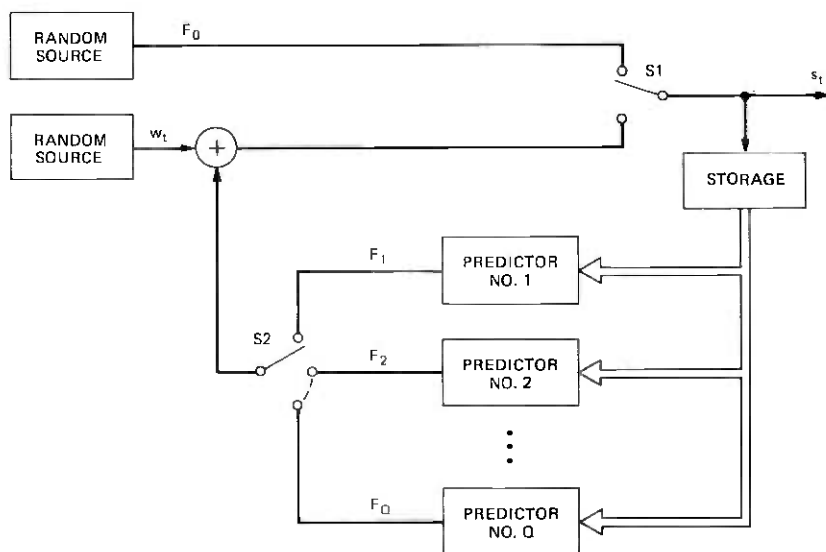 RANDOM
SOURCE
F₀
S1
sₜ
RANDOM
SOURCE
wₜ
+
STORAGE
F₁
PREDICTOR
NO. 1
S2
F₂
PREDICTOR
NO. 2
F_Q
PREDICTOR
NO. Q